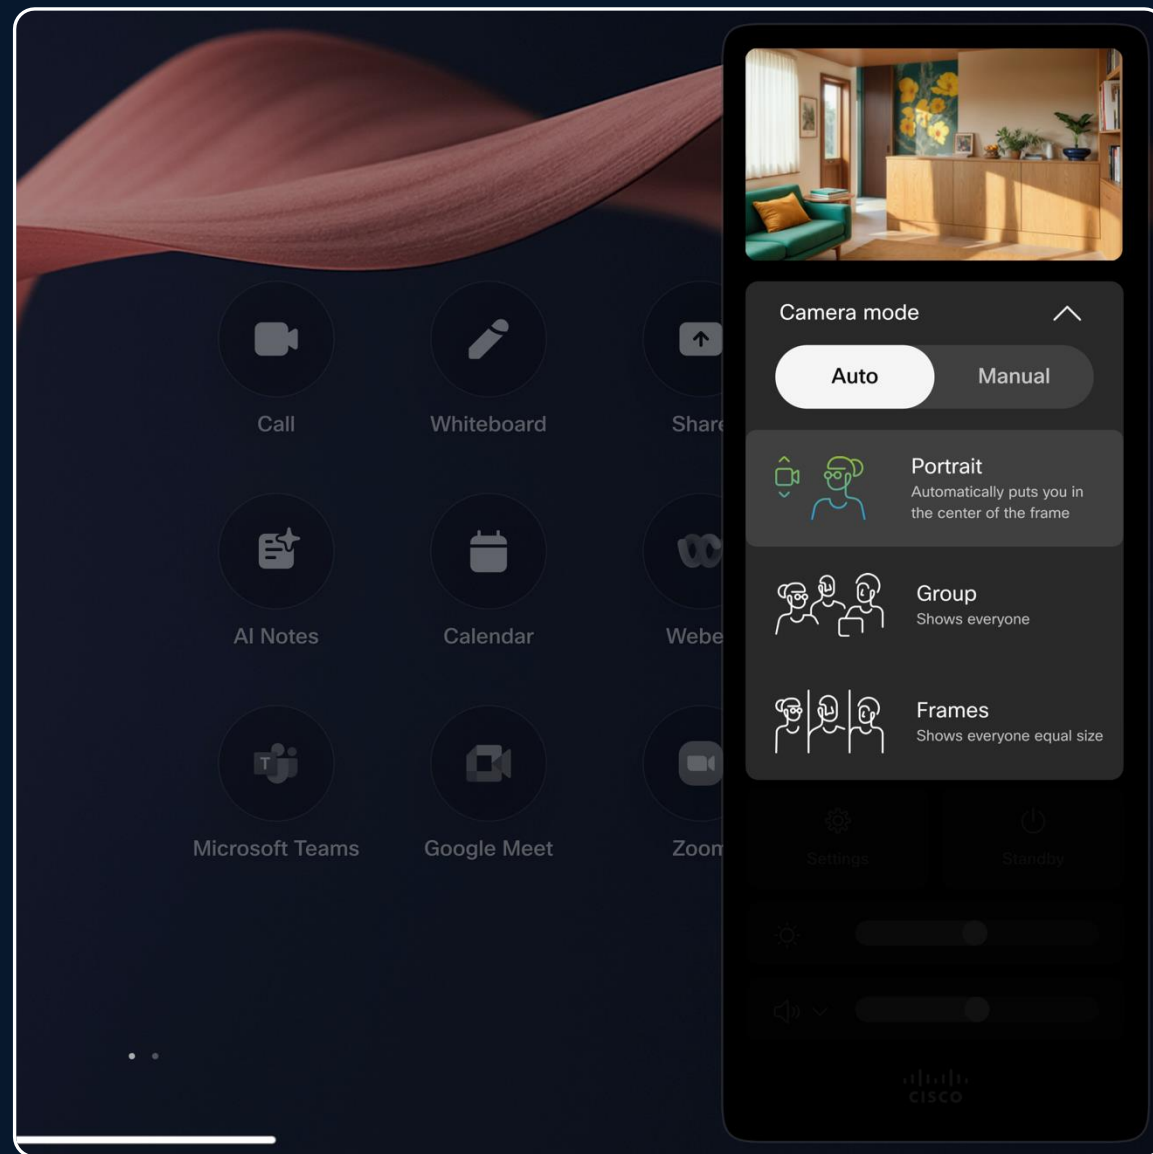 Call
Whiteboard
Share
AI Notes
Calendar
Webe
Microsoft Teams
Google Meet
Zoom
Camera mode
Auto
Manual
Portrait
Automatically puts you in
the center of the frame
Group
Shows everyone
Frames
Shows everyone equal size
Settings
Standby
CISCO